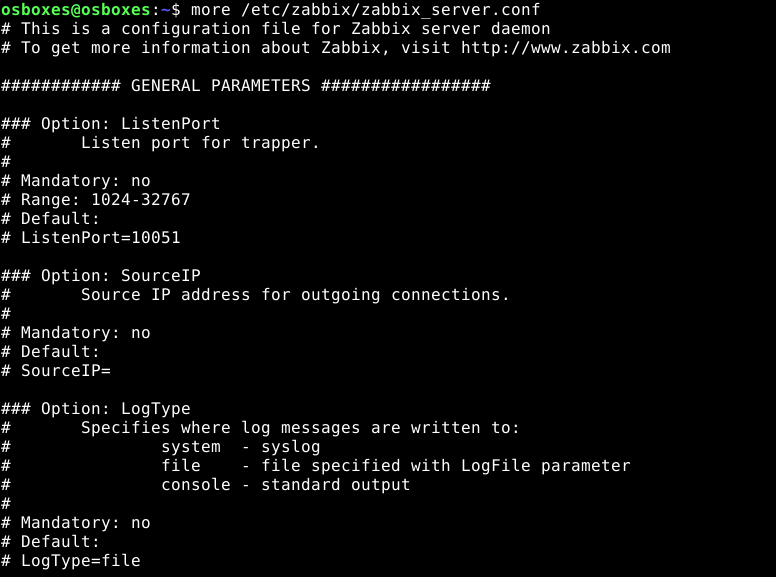 osboxes@osboxes:~$ more /etc/zabbix/zabbix_server.conf
# This is a configuration file for Zabbix server daemon
# To get more information about Zabbix, visit http://www.zabbix.com

############ GENERAL PARAMETERS #################

### Option: ListenPort
#       Listen port for trapper.
#
# Mandatory: no
# Range: 1024-32767
# Default:
# ListenPort=10051

### Option: SourceIP
#       Source IP address for outgoing connections.
#
# Mandatory: no
# Default:
# SourceIP=

### Option: LogType
#       Specifies where log messages are written to:
#               system  - syslog
#               file    - file specified with LogFile parameter
#               console - standard output
#
# Mandatory: no
# Default:
# LogType=file